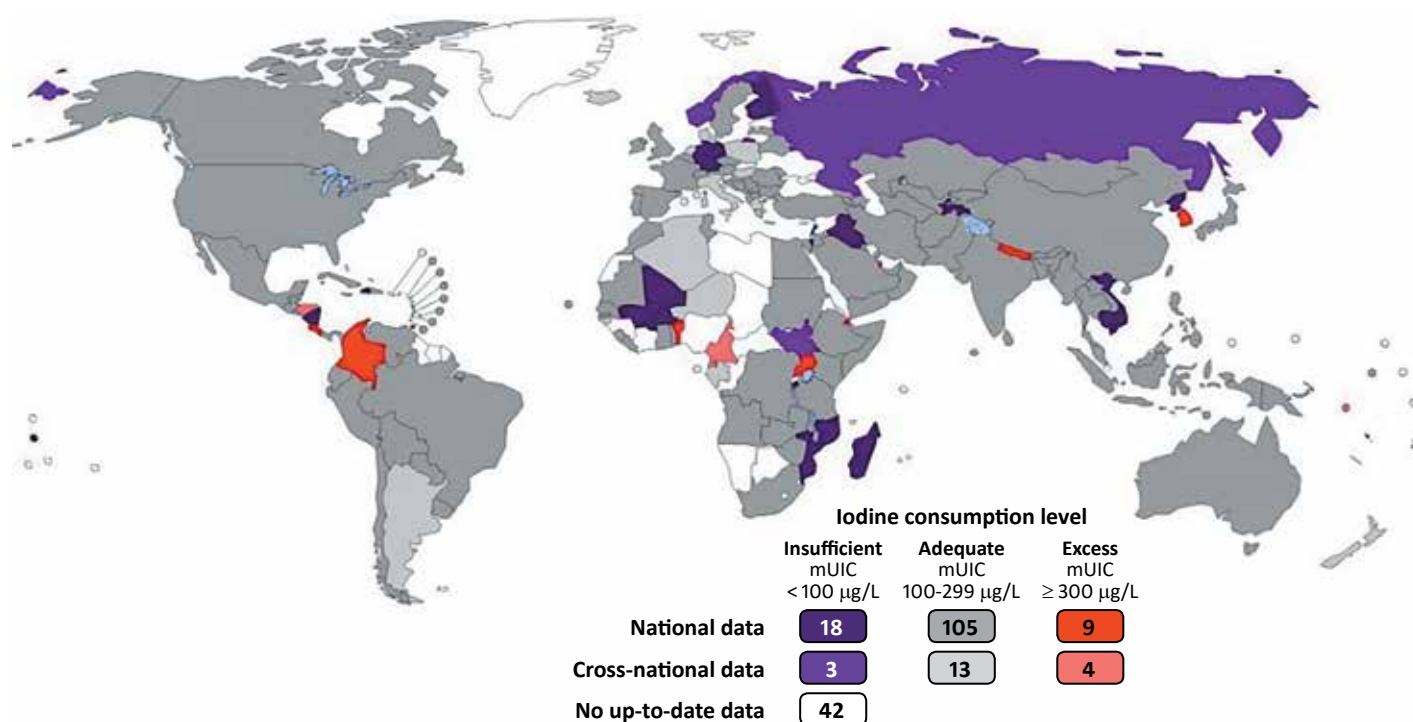 Iodine consumption level
Insufficient Adequate Excess
mUIC mUIC mUIC
< 100 μg/L 100-299 μg/L ≥ 300 μg/L
National data 18 105 9
Cross-national data 3 13 4
No up-to-date data 42